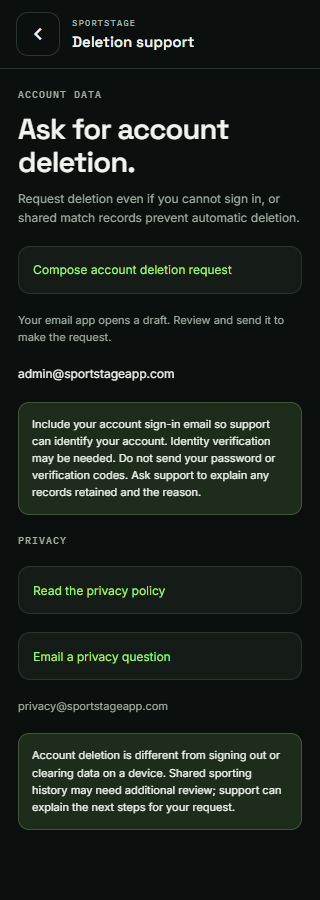 SPORTSTAGE
Deletion support
ACCOUNT DATA
Ask for account
deletion.
Request deletion even if you cannot sign in, or
shared match records prevent automatic deletion.
Compose account deletion request
Your email app opens a draft. Review and send it to
make the request.
admin@sportstageapp.com
Include your account sign-in email so support
can identify your account. Identity verification
may be needed. Do not send your password or
verification codes. Ask support to explain any
records retained and the reason.
PRIVACY
Read the privacy policy
Email a privacy question
privacy@sportstageapp.com
Account deletion is different from signing out or
clearing data on a device. Shared sporting
history may need additional review; support can
explain the next steps for your request.